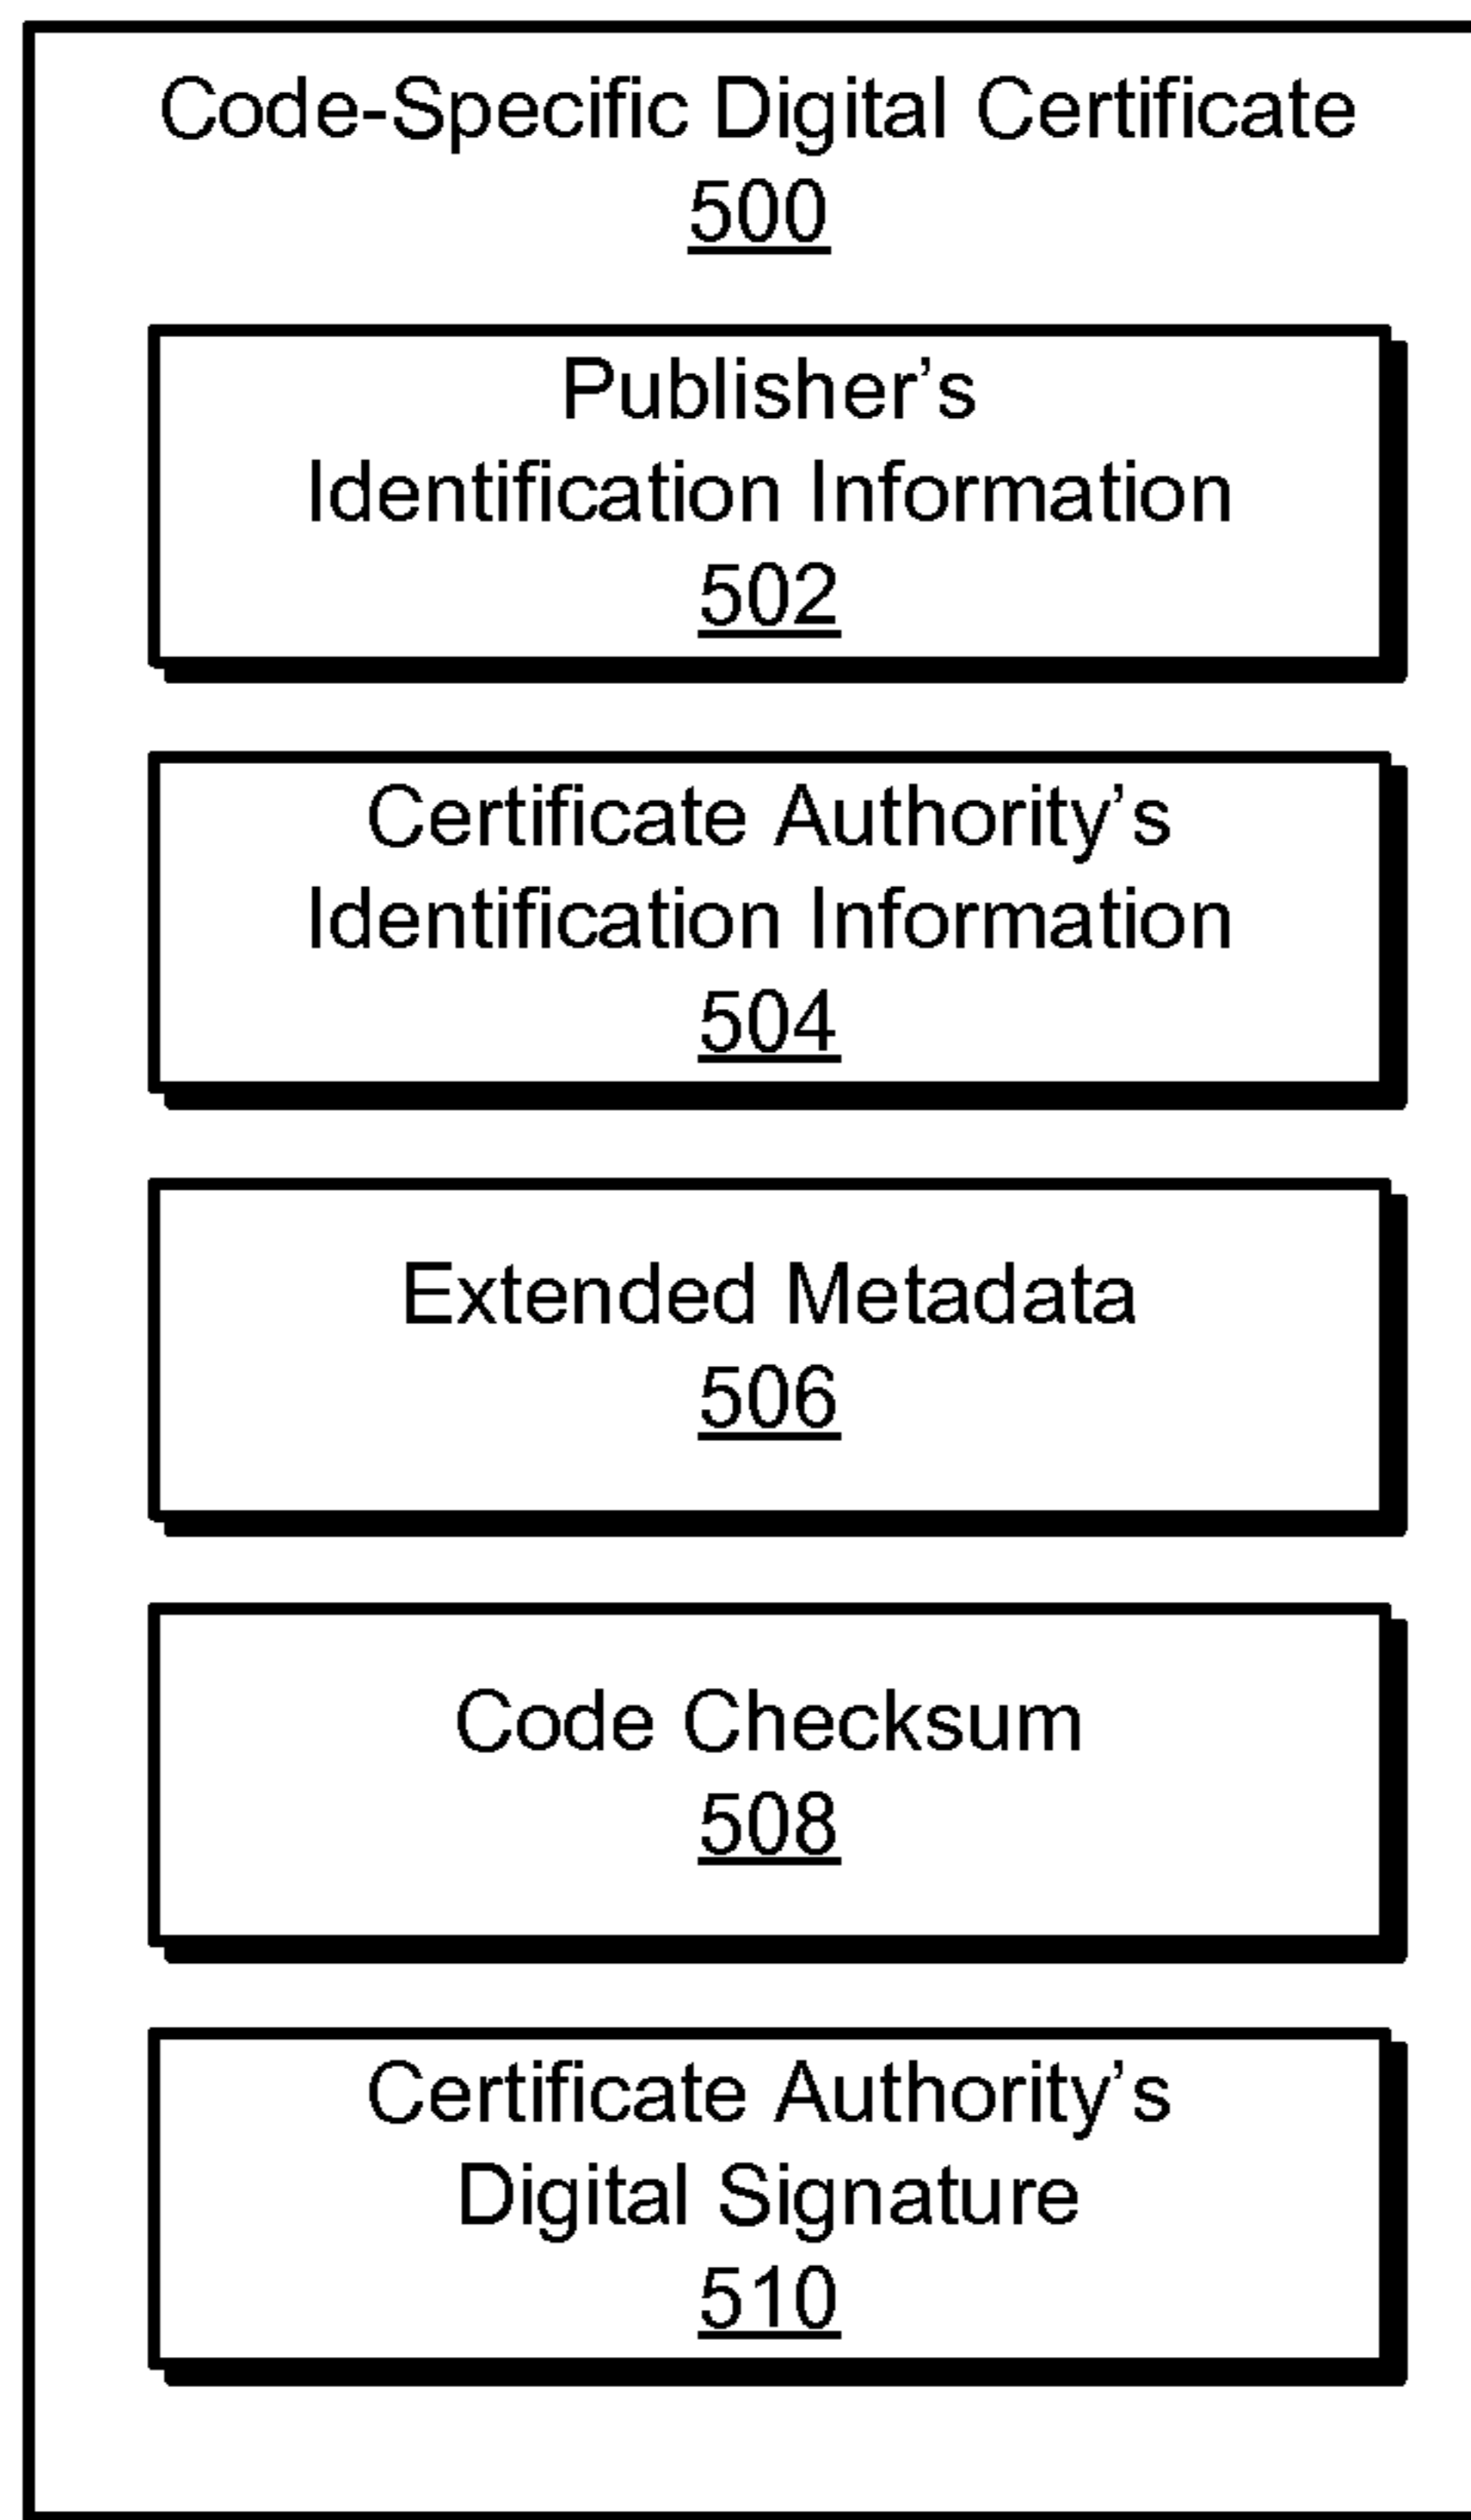 Code-Specific Digital Certificate
500
Publisher’s
Identification Information
502
Certificate Authority’s
Identification Information
504
Extended Metadata
506
Code Checksum
508
Certificate Authority’s
Digital Signature
510